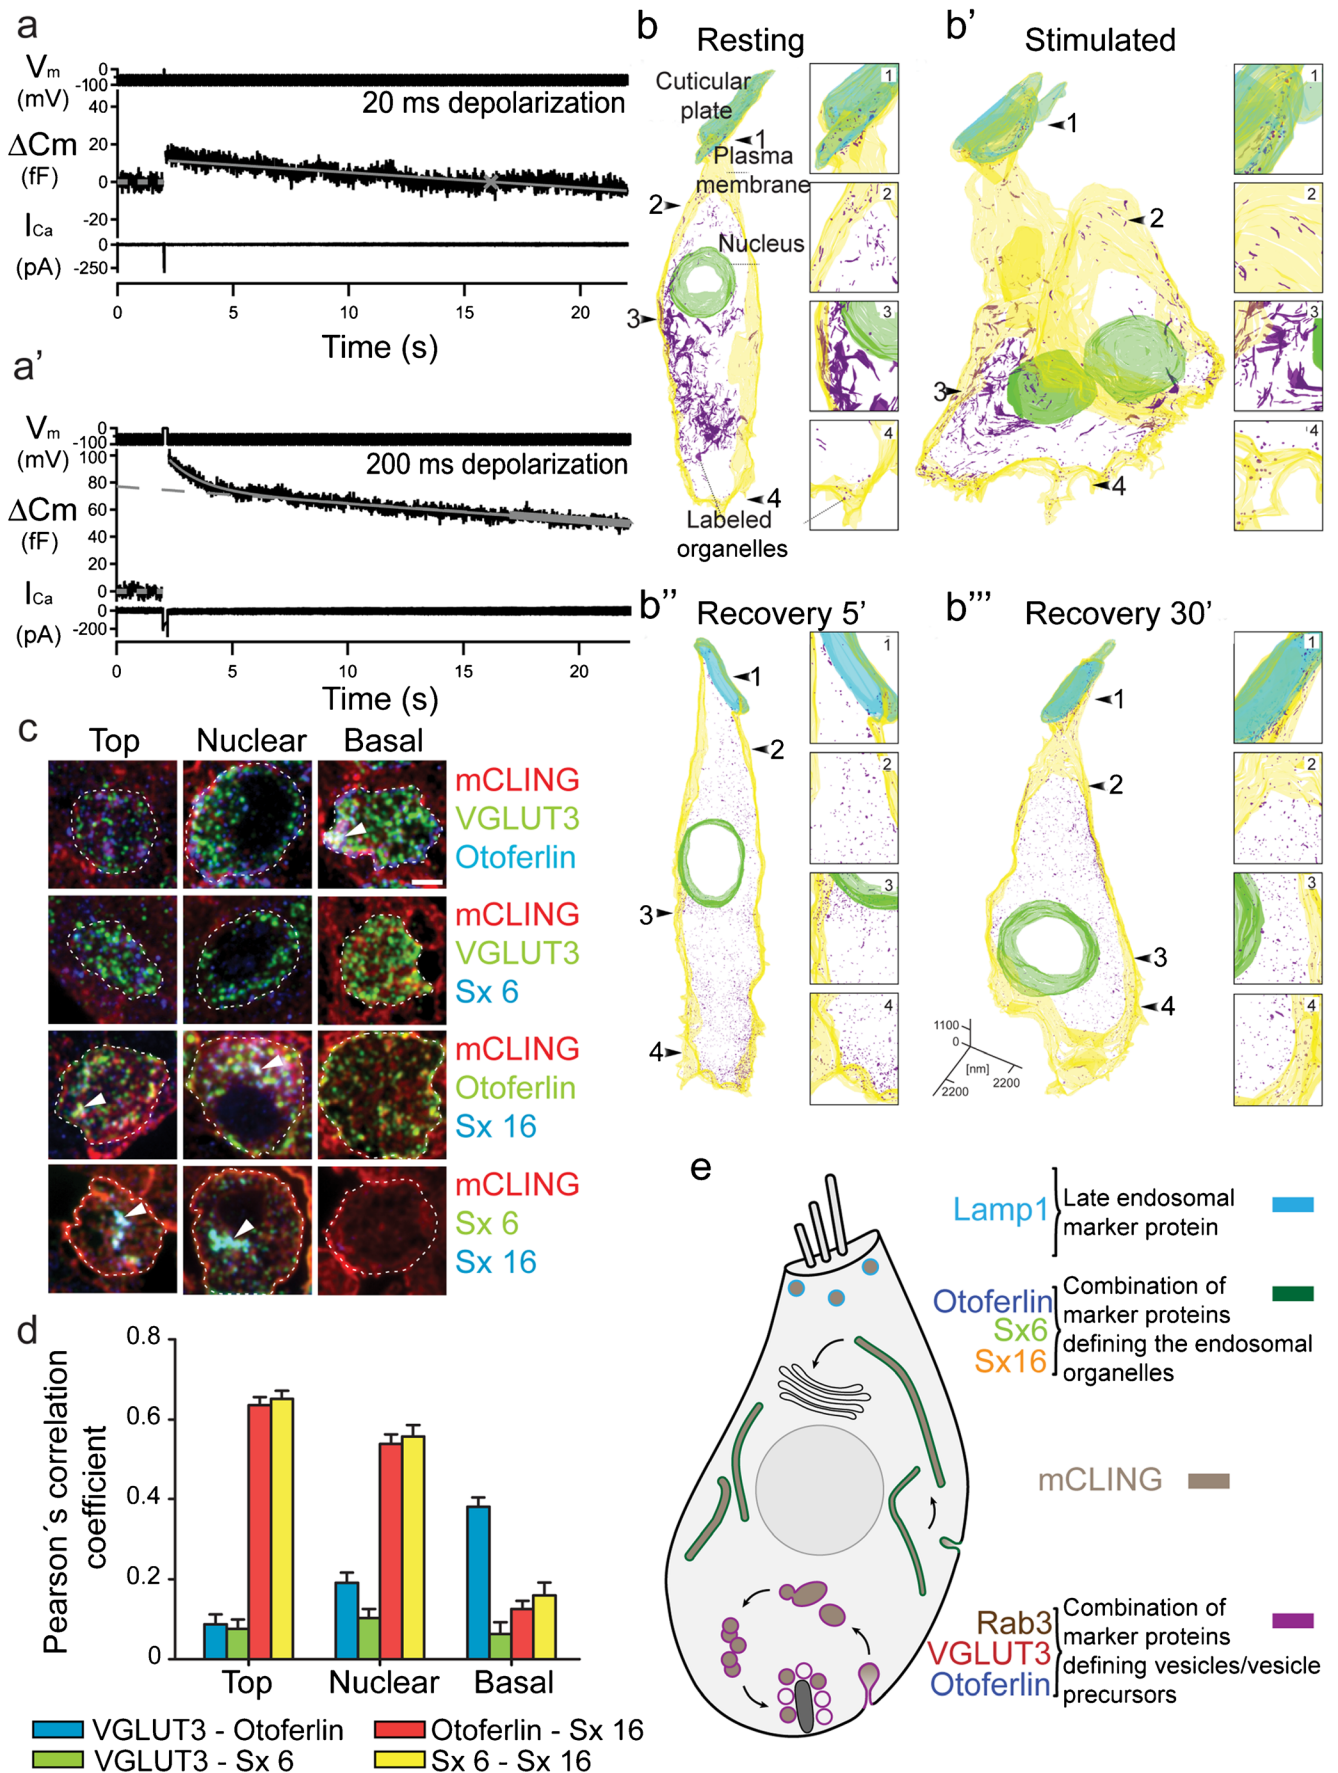 a
Vm
(mV)
0
-100
20 ms depolarization
40
20
0
-20
ΔCm
(fF)
ICa
(pA)
0
-250
0 5 10 15 20
Time (s)
a'
Vm
(mV)
0
-100
200 ms depolarization
100
80
60
40
20
0
ΔCm
(fF)
ICa
(pA)
0
-200
0 5 10 15 20
Time (s)
b
Resting
Cuticular
plate
1
Plasma
membrane
2
Nucleus
3
4
Labeled
organelles
1
2
3
4
b'
Stimulated
1
2
3
4
1
2
3
4
b''
Recovery 5'
1
2
3
4
1
2
3
4
b'''
Recovery 30'
1
2
3
4
1100
0
[nm]
2200
2200
1
2
3
4
c
Top Nuclear Basal
mCLING
VGLUT3
Otoferlin
mCLING
VGLUT3
Sx 6
mCLING
Otoferlin
Sx 16
mCLING
Sx 6
Sx 16
d
Pearson´s correlation
coefficient
0.8
0.6
0.4
0.2
0
Top Nuclear Basal
VGLUT3 - Otoferlin
Otoferlin - Sx 16
VGLUT3 - Sx 6
Sx 6 - Sx 16
e
Lamp1
Late endosomal
marker protein
Otoferlin
Sx6
Sx16
Combination of
marker proteins
defining the endosomal
organelles
mCLING
Rab3
VGLUT3
Otoferlin
Combination of
marker proteins
defining vesicles/vesicle
precursors